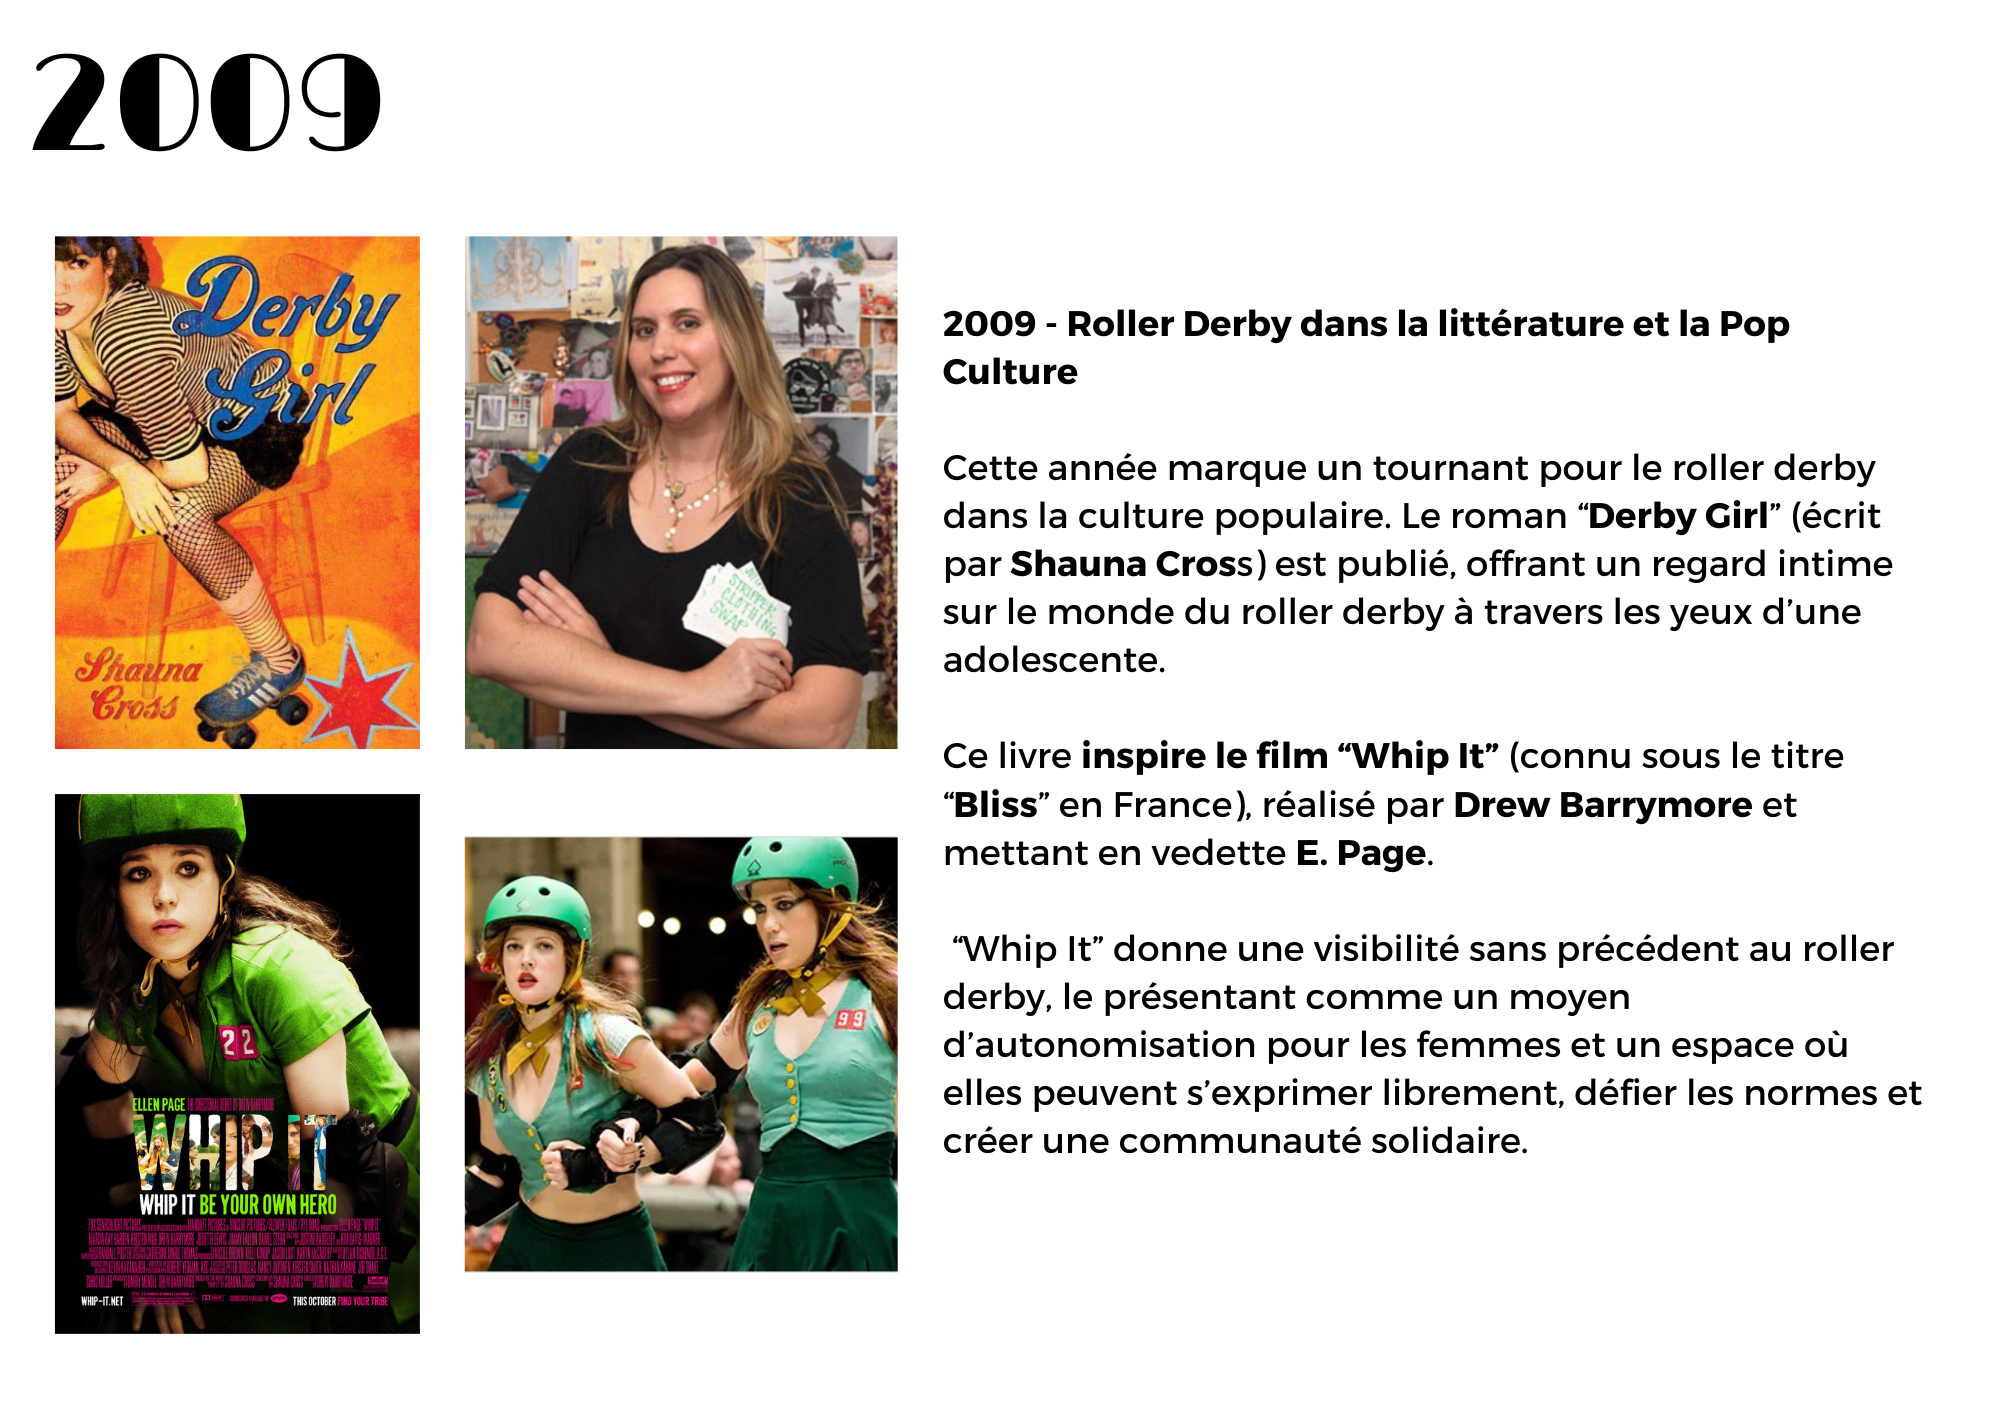 2009
Derby
Girl
Shauna
Cross
STRIPPER
CLOTHING
SWAP
2009 - Roller Derby dans la littérature et la Pop
Culture
Cette année marque un tournant pour le roller derby
dans la culture populaire. Le roman “Derby Girl” (écrit
par Shauna Cross) est publié, offrant un regard intime
sur le monde du roller derby à travers les yeux d’une
adolescente.
Ce livre inspire le film “Whip It” (connu sous le titre
“Bliss” en France), réalisé par Drew Barrymore et
mettant en vedette E. Page.
“Whip It” donne une visibilité sans précédent au roller
derby, le présentant comme un moyen
d’autonomisation pour les femmes et un espace où
elles peuvent s’exprimer librement, défier les normes et
créer une communauté solidaire.
22
ELLEN PAGE THE DIRECTORIAL DEBUT OF DREW BARRYMORE
WHIP IT
WHIP IT BE YOUR OWN HERO
WHIP-IT.NET
THIS OCTOBER FIND YOUR TRIBE
99